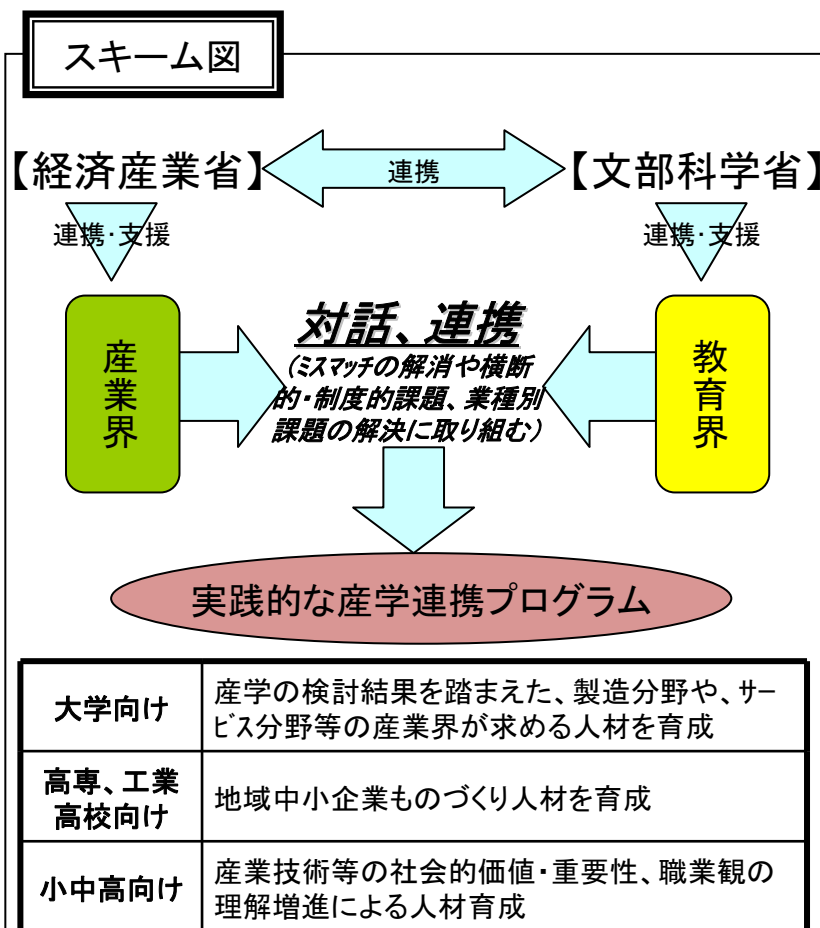 スキーム図
【経済産業省】
連携
【文部科学省】
連携・支援
連携・支援
産業界
対話、連携
(ミスマッチの解消や横断
的・制度的課題、業種別
課題の解決に取り組む)
教育界
実践的な産学連携プログラム
大学向け
産学の検討結果を踏まえた、製造分野や、サー
ビス分野等の産業界が求める人材を育成
高専、工業
高校向け
地域中小企業ものづくり人材を育成
小中高向け
産業技術等の社会的価値・重要性、職業観の
理解増進による人材育成